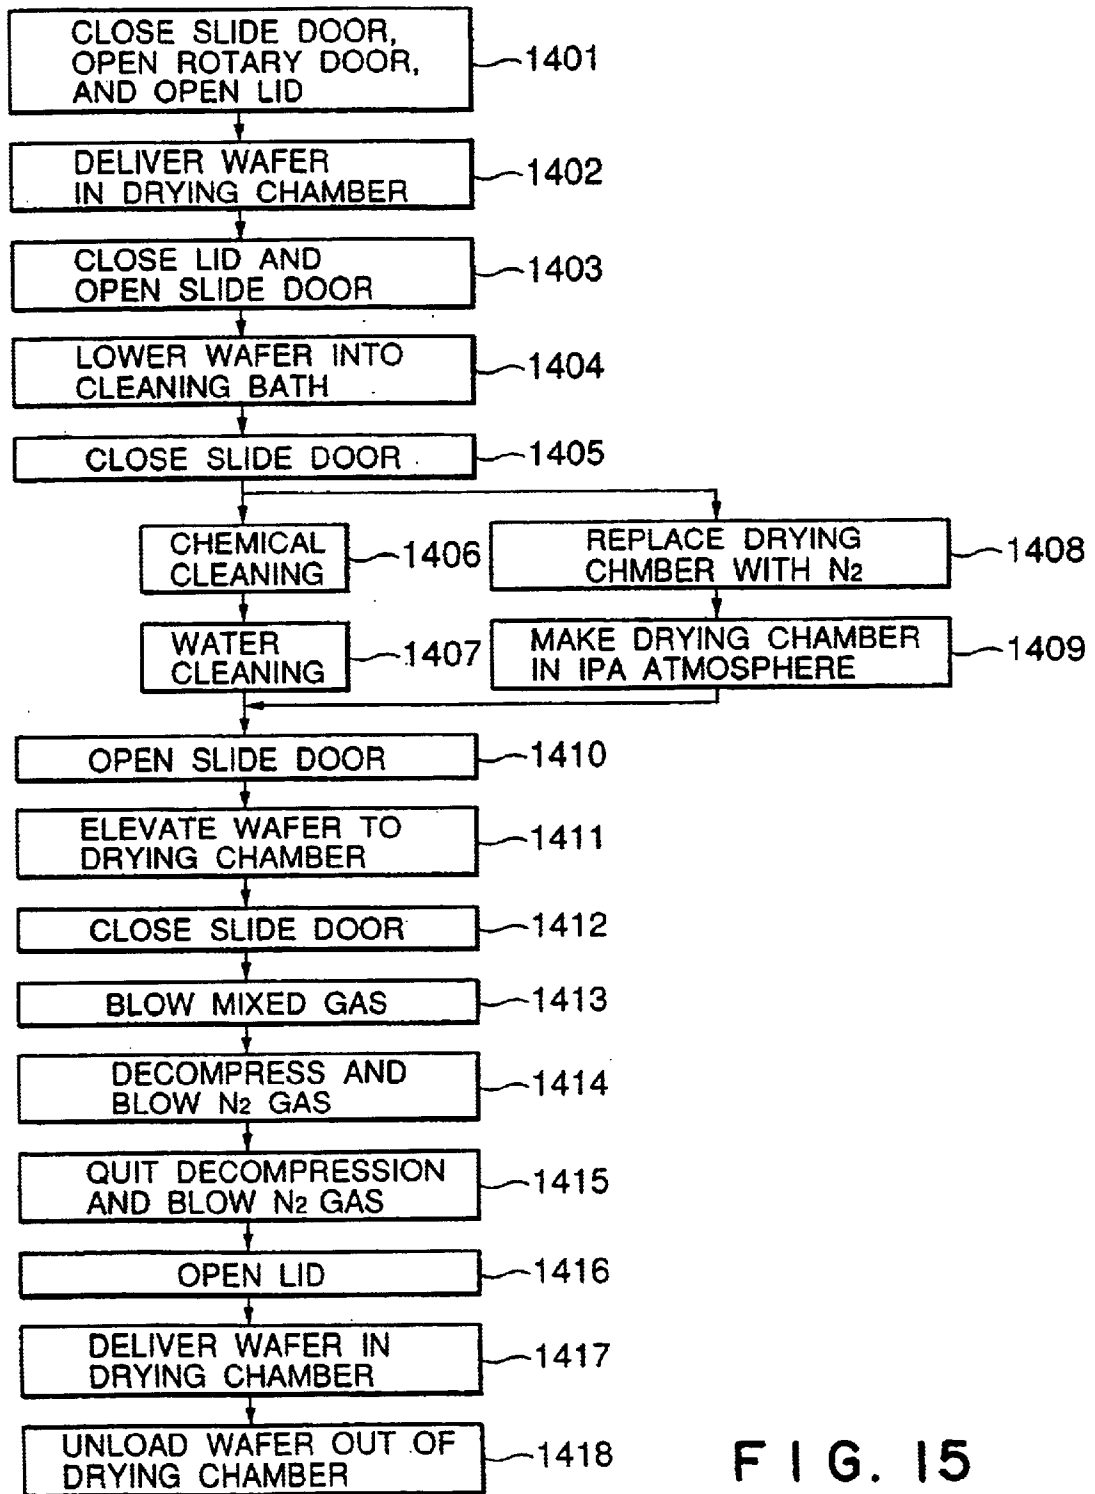 CLOSE SLIDE DOOR,
OPEN ROTARY DOOR,
AND OPEN LID
1401
DELIVER WAFER
IN DRYING CHAMBER
1402
CLOSE LID AND
OPEN SLIDE DOOR
1403
LOWER WAFER INTO
CLEANING BATH
1404
CLOSE SLIDE DOOR
1405
CHEMICAL
CLEANING
1406
REPLACE DRYING
CHMBER WITH N2
1408
WATER
CLEANING
1407
MAKE DRYING CHAMBER
IN IPA ATMOSPHERE
1409
OPEN SLIDE DOOR
1410
ELEVATE WAFER TO
DRYING CHAMBER
1411
CLOSE SLIDE DOOR
1412
BLOW MIXED GAS
1413
DECOMPRESS AND
BLOW N2 GAS
1414
QUIT DECOMPRESSION
AND BLOW N2 GAS
1415
OPEN LID
1416
DELIVER WAFER IN
DRYING CHAMBER
1417
UNLOAD WAFER OUT OF
DRYING CHAMBER
1418
FIG. 15